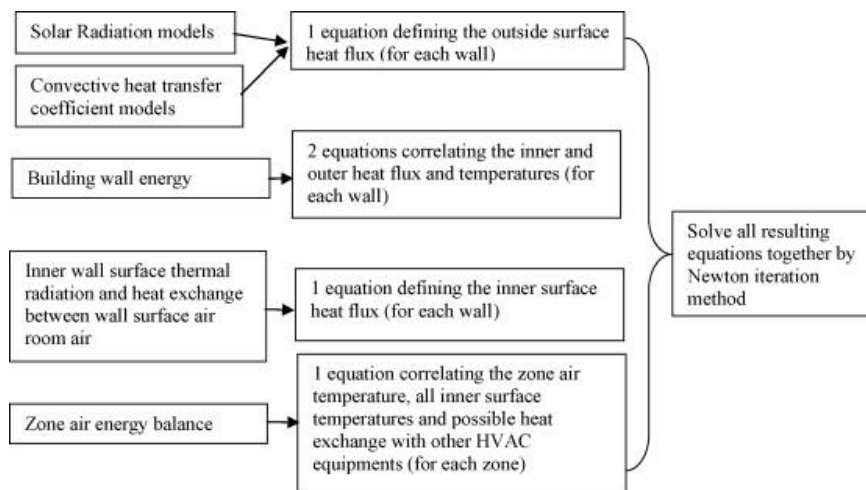 Solar Radiation models
Convective heat transfer
coefficient models
1 equation defining the outside surface
heat flux (for each wall)
Building wall energy
2 equations correlating the inner and
outer heat flux and temperatures (for
each wall)
Inner wall surface thermal
radiation and heat exchange
between wall surface air
room air
1 equation defining the inner surface
heat flux (for each wall)
Zone air energy balance
1 equation correlating the zone air
temperature, all inner surface
temperatures and possible heat
exchange with other HVAC
equipments (for each zone)
Solve all resulting
equations together by
Newton iteration
method